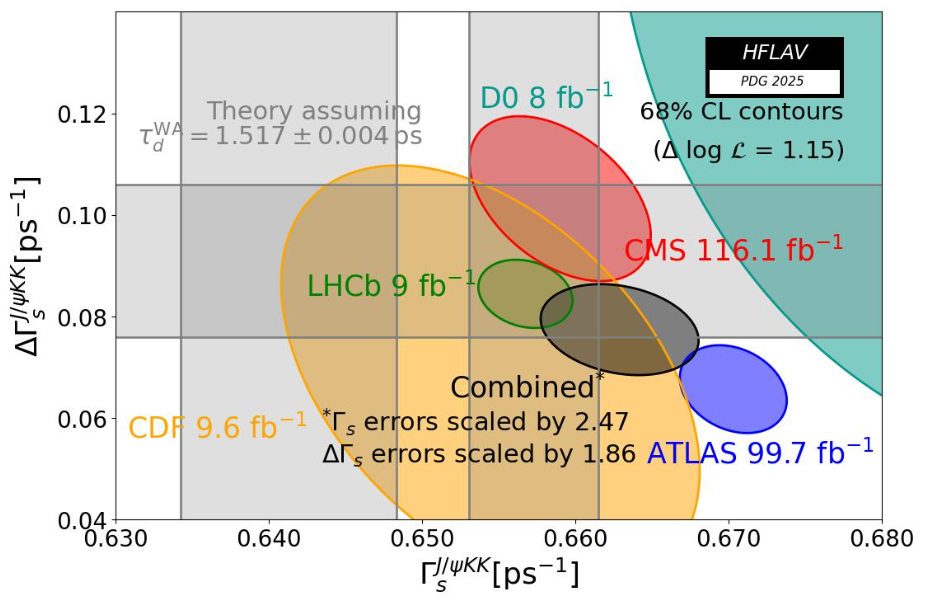 HFLAV
PDG 2025
68% CL contours
(Δ log ℒ = 1.15)
Theory assuming
τ_d^WA = 1.517 ± 0.004 ps
D0 8 fb⁻¹
CMS 116.1 fb⁻¹
LHCb 9 fb⁻¹
Combined*
CDF 9.6 fb⁻¹
*Γ_s errors scaled by 2.47
ΔΓ_s errors scaled by 1.86
ATLAS 99.7 fb⁻¹
ΔΓ_s^J/ψKK [ps⁻¹]
0.12
0.10
0.08
0.06
0.04
0.630 0.640 0.650 0.660 0.670 0.680
Γ_s^J/ψKK [ps⁻¹]